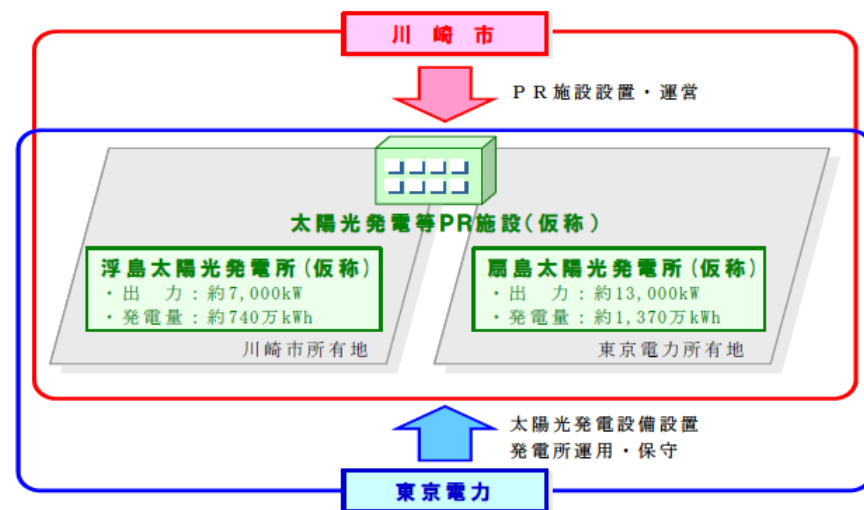 川崎市
ＰＲ施設設置・運営
太陽光発電等PR施設(仮称)
浮島太陽光発電所(仮称)
・出　力：約7,000kW
・発電量：約740万kWh
川崎市所有地
扇島太陽光発電所(仮称)
・出　力：約13,000kW
・発電量：約1,370万kWh
東京電力所有地
太陽光発電設備設置
発電所運用・保守
東京電力